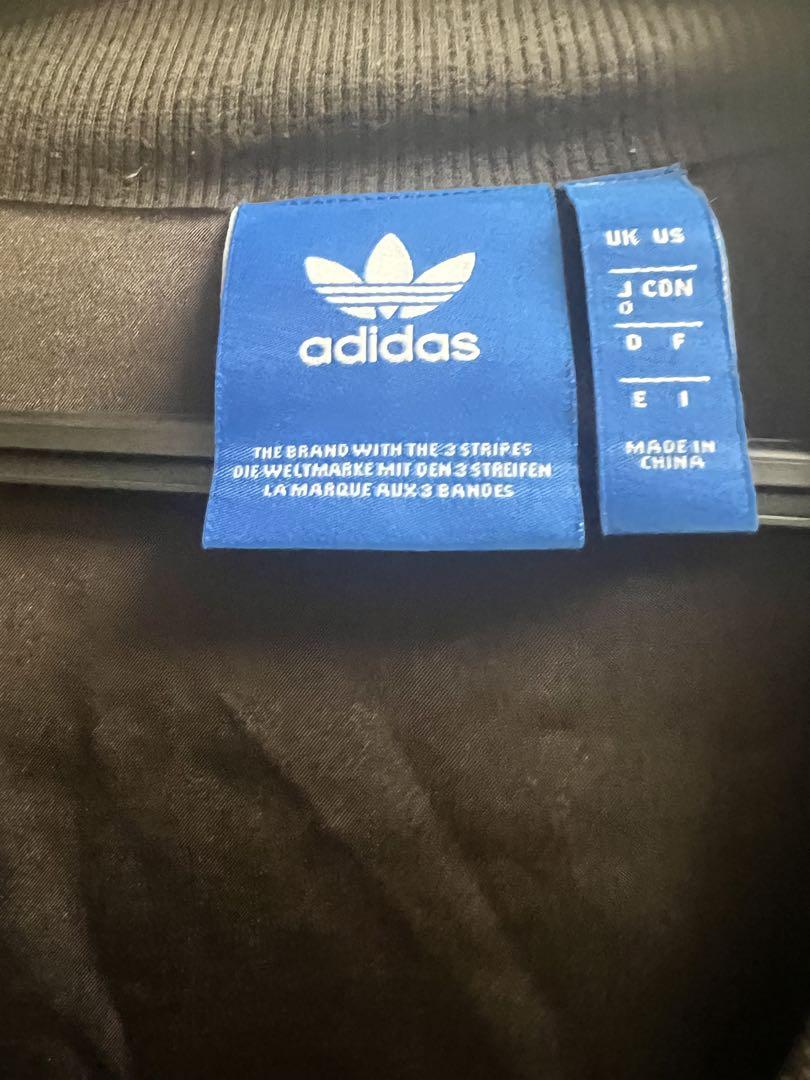 adidas
THE BRAND WITH THE 3 STRIPES
DIE WELTMARKE MIT DEN 3 STREIFEN
LA MARQUE AUX 3 BANDES
UK US
J CON
O
D F
E I
MADE IN
CHINA